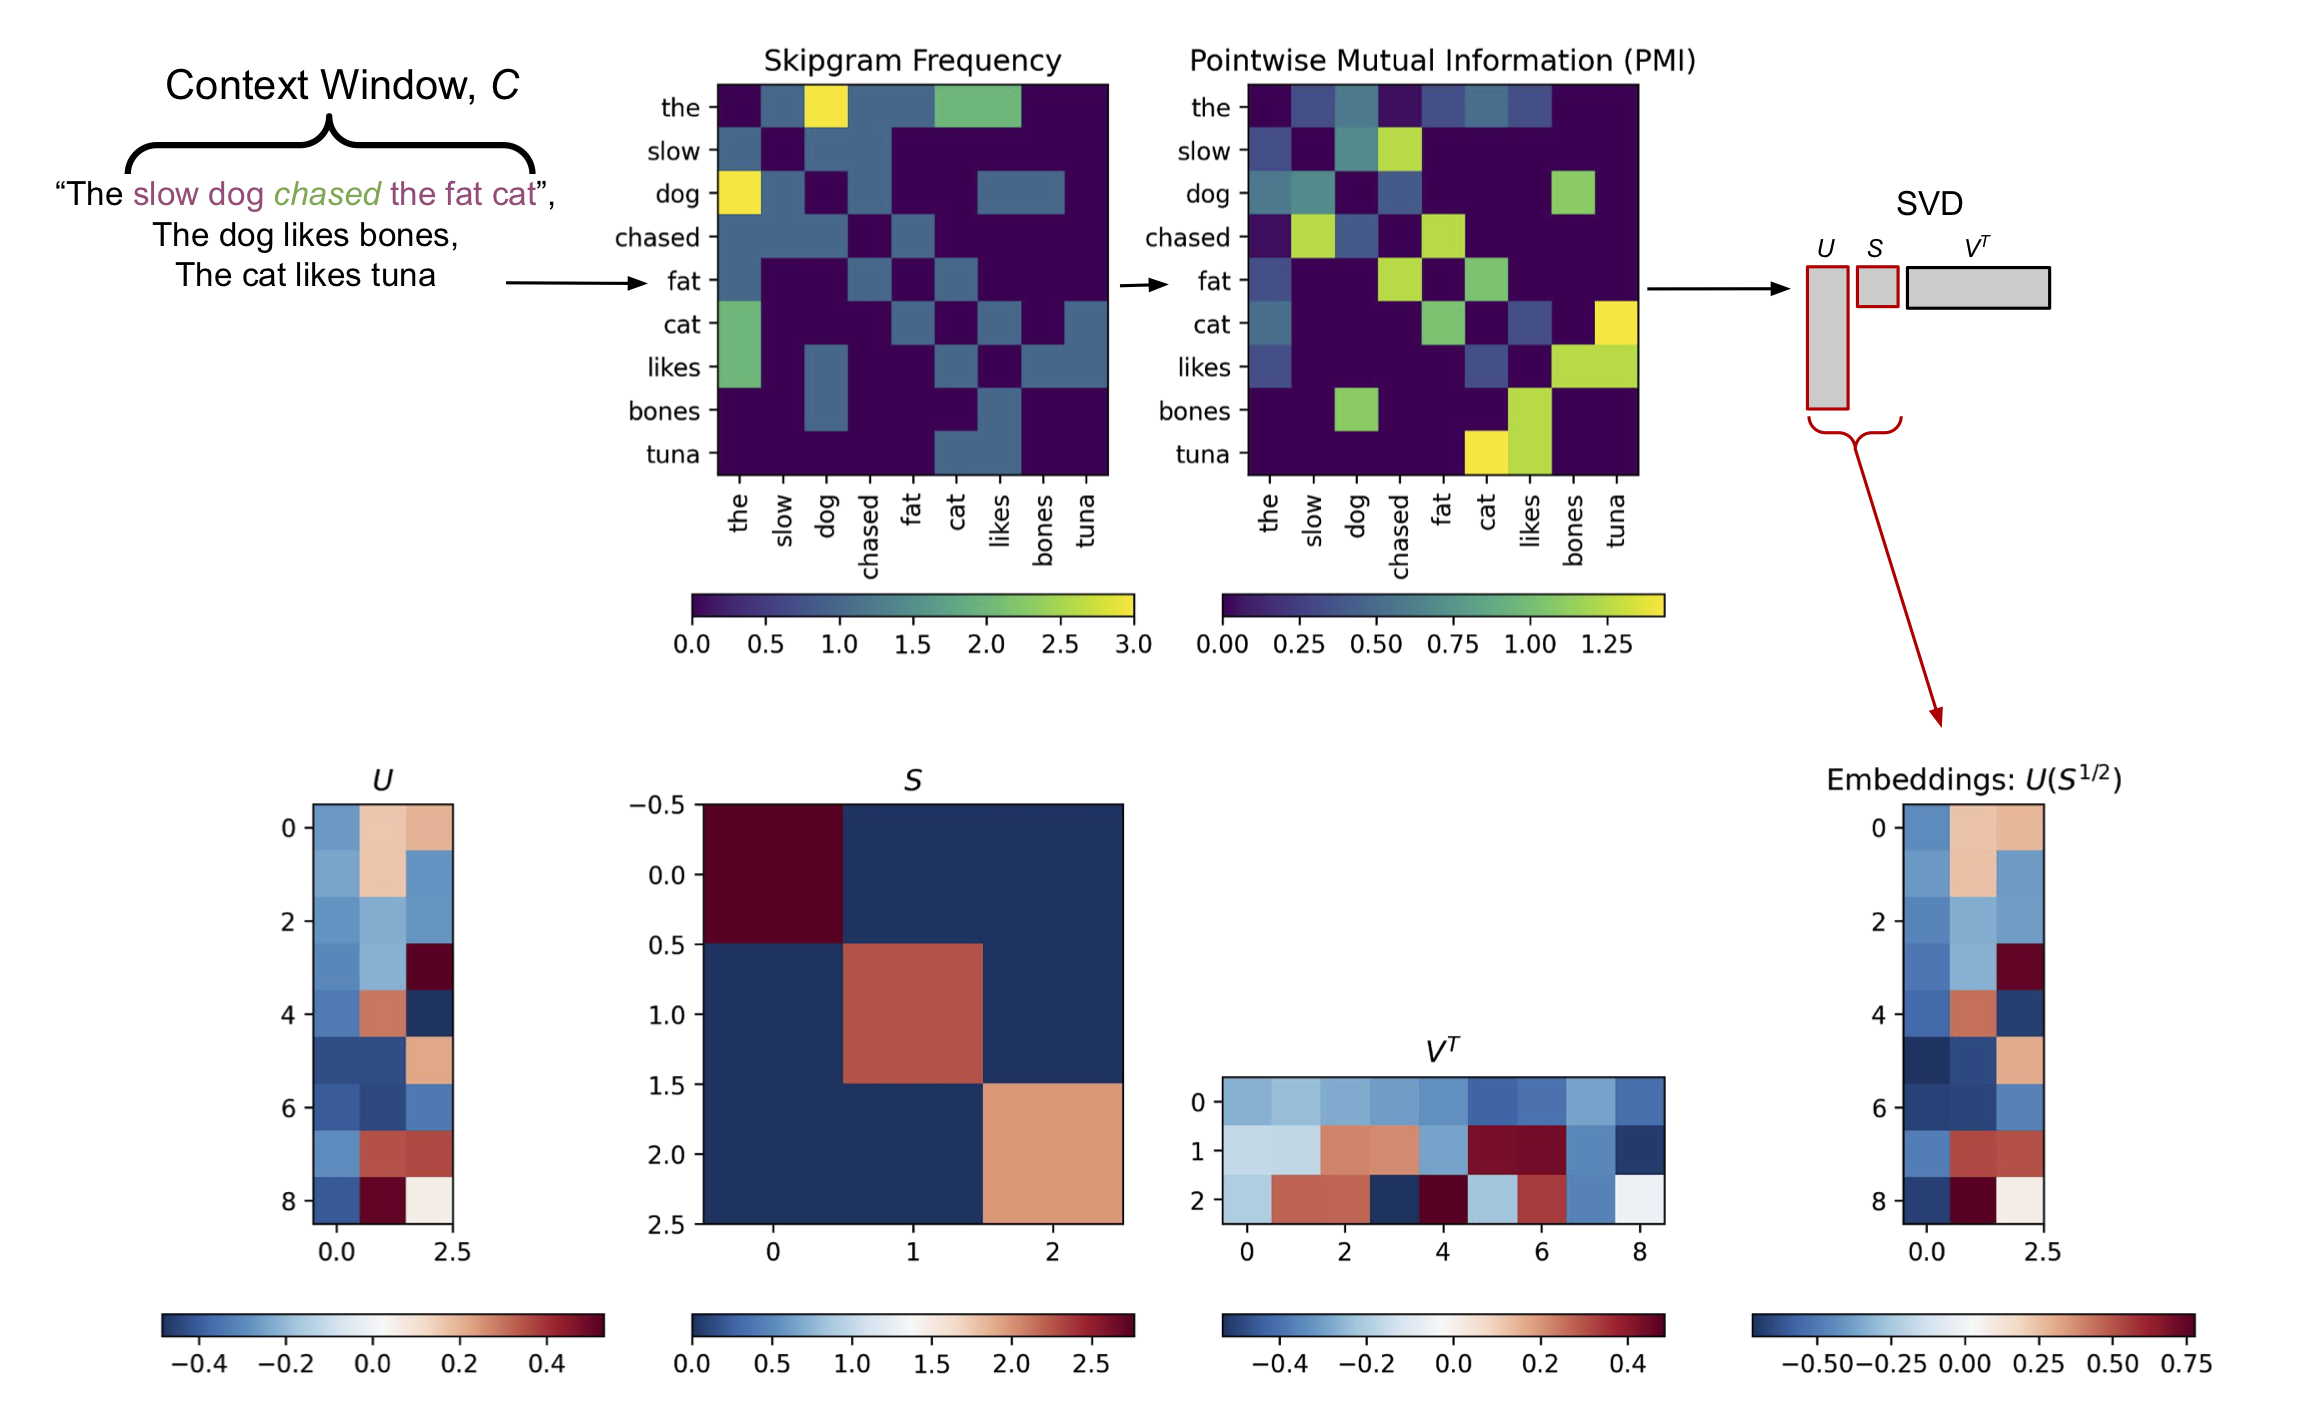 Context Window, C
“The slow dog chased the fat cat”,
The dog likes bones,
The cat likes tuna
Skipgram Frequency
the
slow
dog
chased
fat
cat
likes
bones
tuna
the slow dog chased fat cat likes bones tuna
0.0 0.5 1.0 1.5 2.0 2.5 3.0
Pointwise Mutual Information (PMI)
the
slow
dog
chased
fat
cat
likes
bones
tuna
the slow dog chased fat cat likes bones tuna
0.00 0.25 0.50 0.75 1.00 1.25
SVD
U S V^T
U
0
2
4
6
8
0.0 2.5
−0.4 −0.2 0.0 0.2 0.4
S
−0.5
0.0
0.5
1.0
1.5
2.0
2.5
0 1 2
0.0 0.5 1.0 1.5 2.0 2.5
V^T
0
1
2
0 2 4 6 8
−0.4 −0.2 0.0 0.2 0.4
Embeddings: U(S^1/2)
0
2
4
6
8
0.0 2.5
−0.50 −0.25 0.00 0.25 0.50 0.75